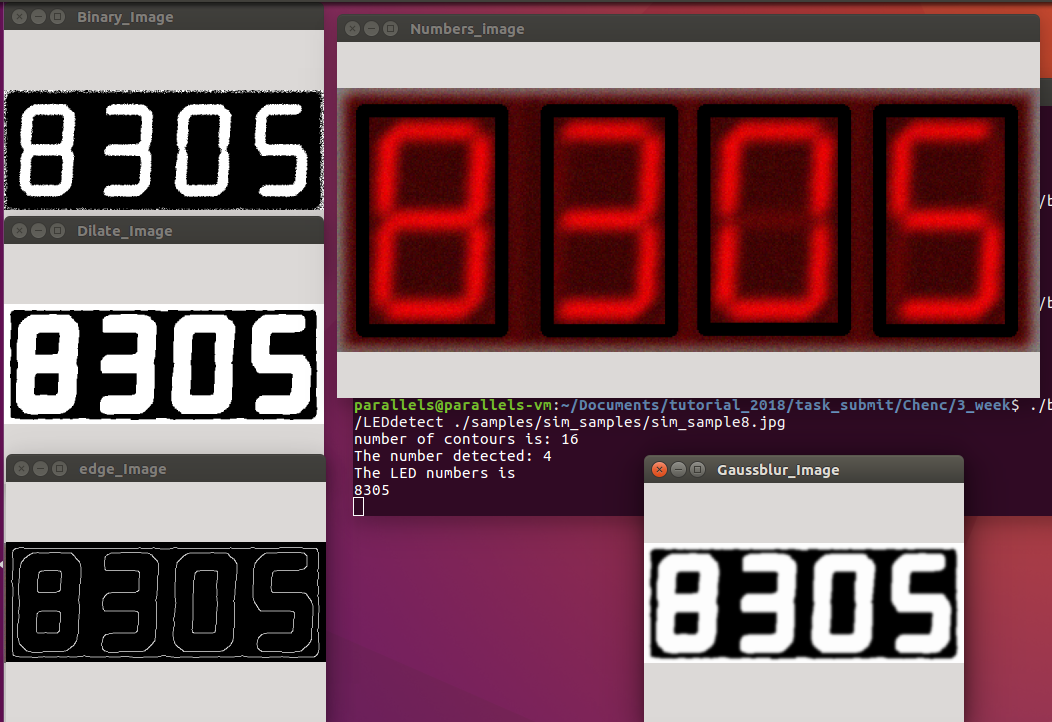 Binary_Image
8305
Dilate_Image
8305
edge_Image
8305
Numbers_image
8305
parallels@parallels-vm:~/Documents/tutorial_2018/task_submit/Chenc/3_week$ ./b
/LEDdetect ./samples/sim_samples/sim_sample8.jpg
number of contours is: 16
The number detected: 4
The LED numbers is
8305
Gaussblur_Image
8305
/b
/b